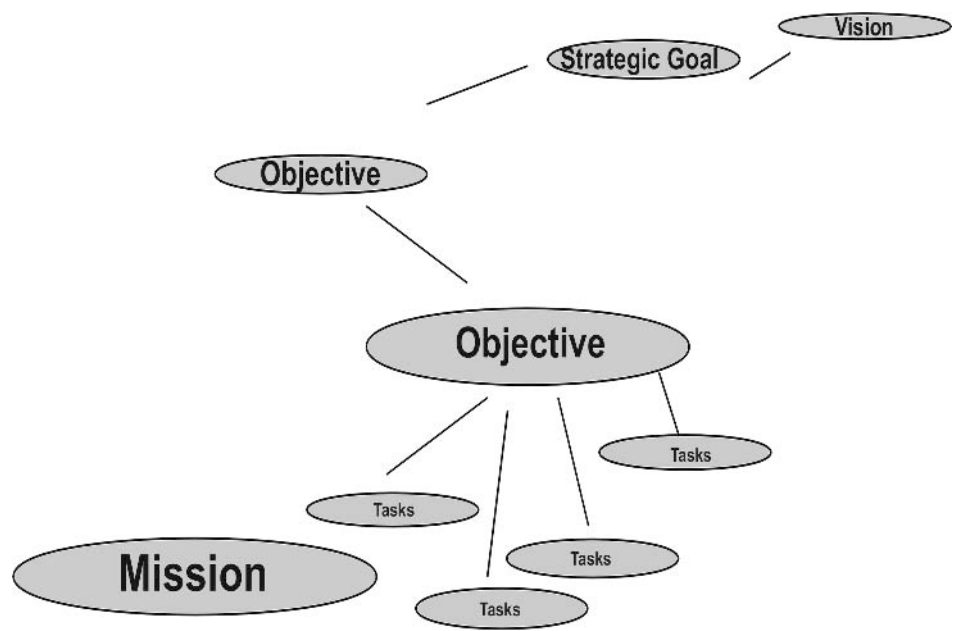 Vision
Strategic Goal
Objective
Objective
Tasks
Tasks
Tasks
Mission
Tasks